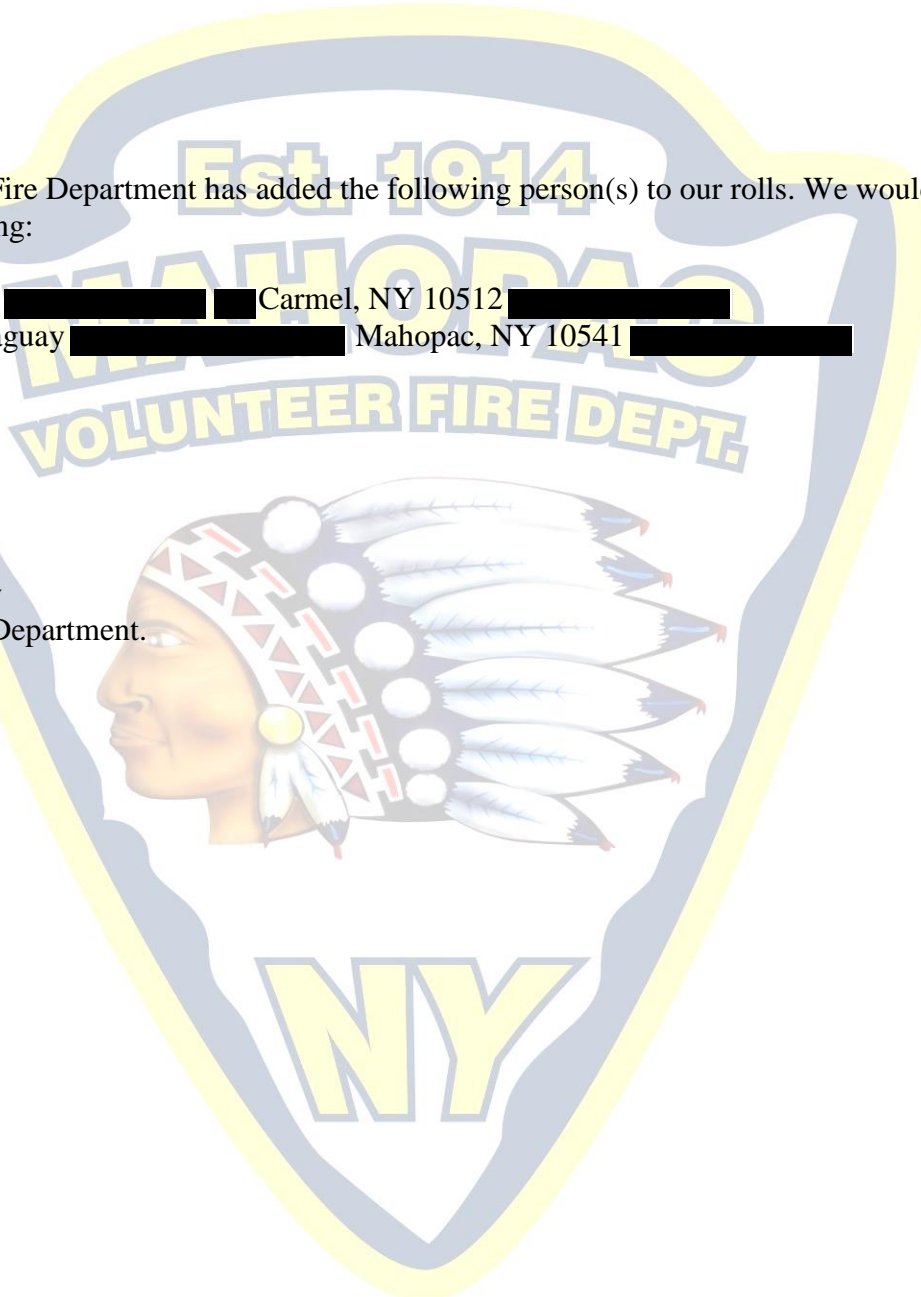 Est. 1914
Fire Department has added the following person(s) to our rolls. We would
ng:
MAHOPAC
Carmel, NY 10512
aguay Mahopac, NY 10541
VOLUNTEER FIRE DEPT.
Department.
NY